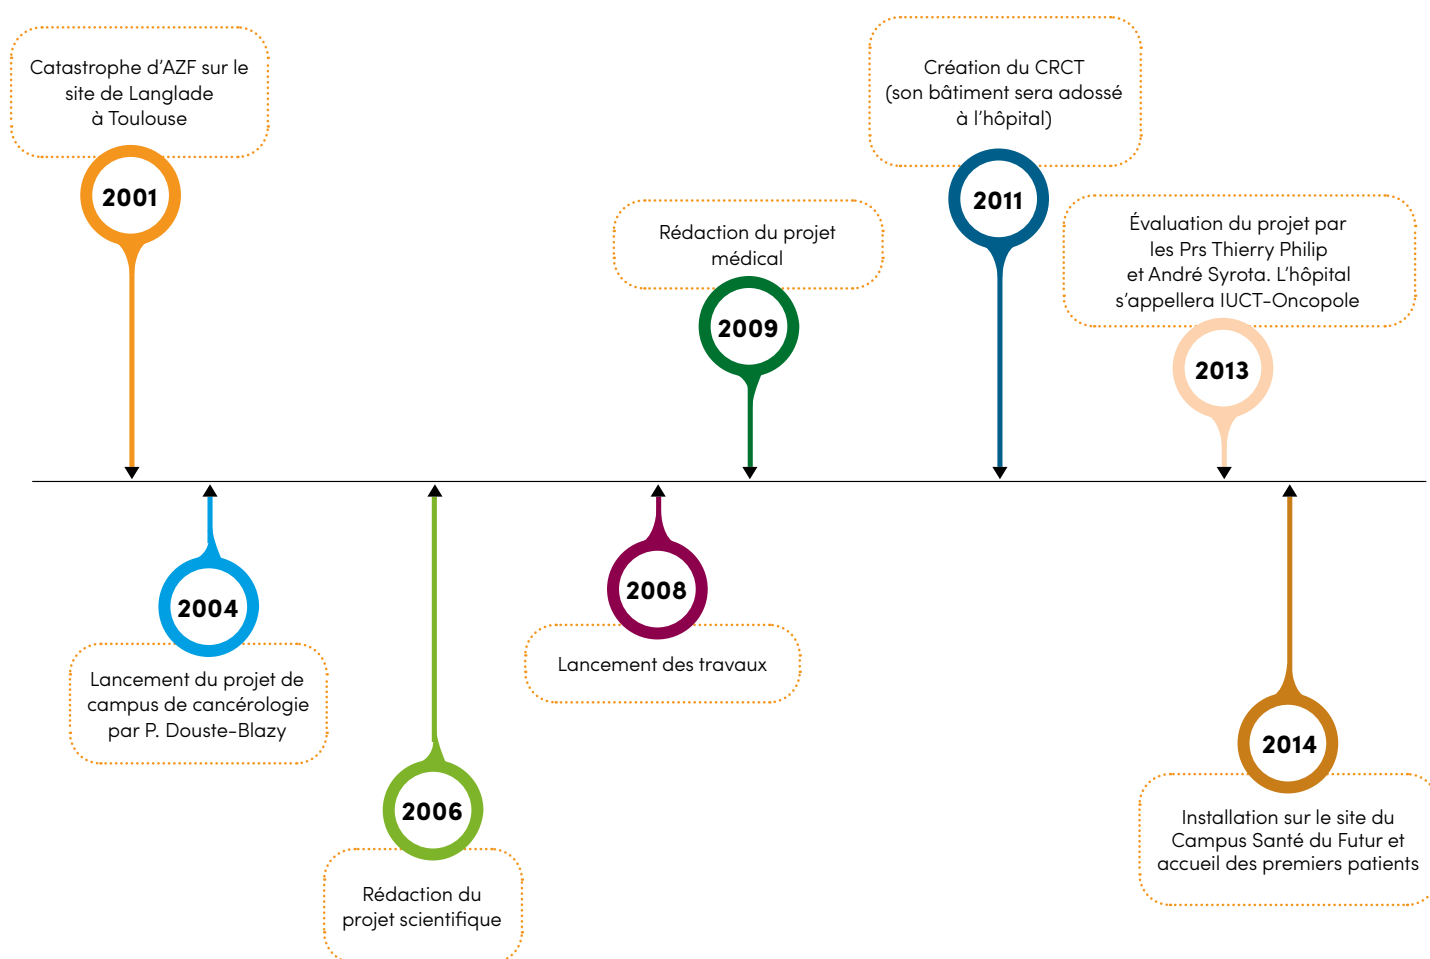 Catastrophe d’AZF sur le
site de Langlade
à Toulouse
2001
Lancement du projet de
campus de cancérologie
par P. Douste-Blazy
2004
Rédaction du
projet scientifique
2006
Lancement des travaux
2008
Rédaction du projet
médical
2009
Création du CRCT
(son bâtiment sera adossé
à l’hôpital)
2011
Évaluation du projet par
les Prs Thierry Philip
et André Syrota. L’hôpital
s’appellera IUCT-Oncopole
2013
2014
Installation sur le site du
Campus Santé du Futur et
accueil des premiers patients